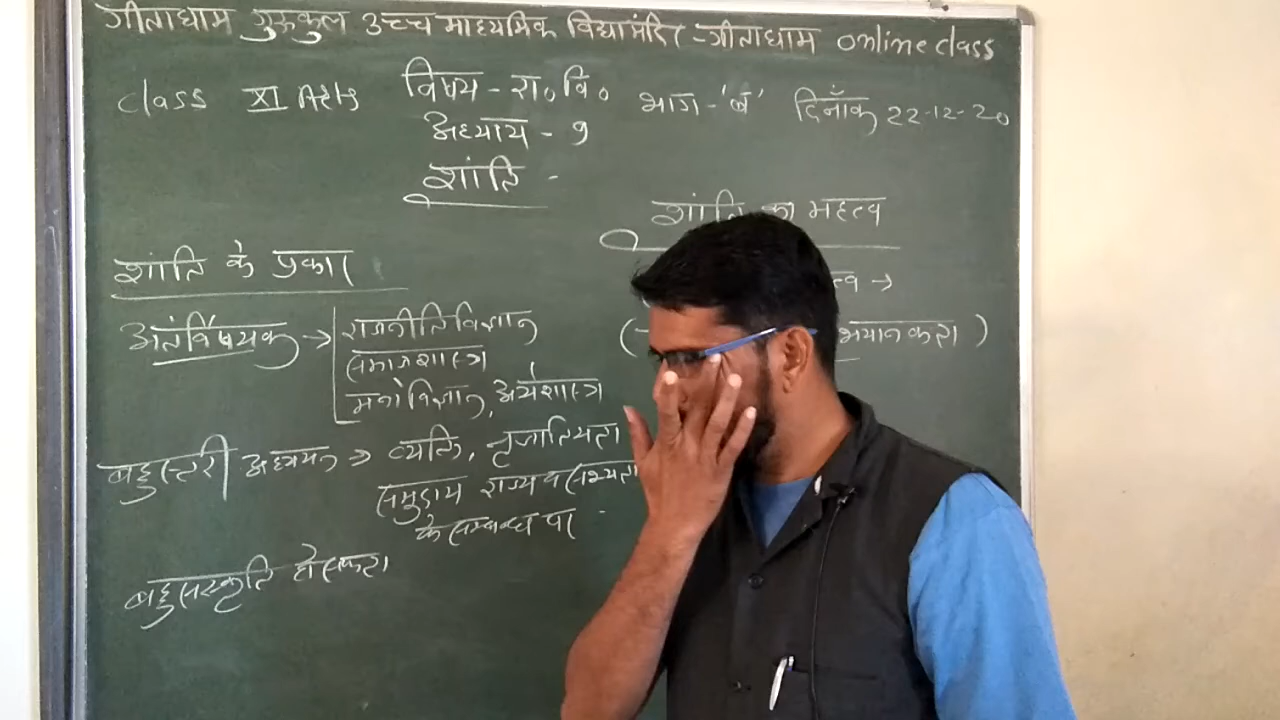 गीताधाम गुरुकुल उच्च माध्यमिक विद्यामंदिर - गीताधाम online class
class XI Arts विषय - रा० वि० भाग - 'ब' दिनाँक 22-12-20
अध्याय - 9
शांति -
शांति का महत्व
शांति के प्रकार
त्व →
अंतर्विषयक → राजनीति विज्ञान
समाजशास्त्र
मनोविज्ञान, अर्थशास्त्र
बहुस्तरी अध्ययन → व्यक्ति, नृजातियता
समुदाय राज्य व सभ्यता
के सम्बन्ध पर -
बहुसंस्कृति हो सकता